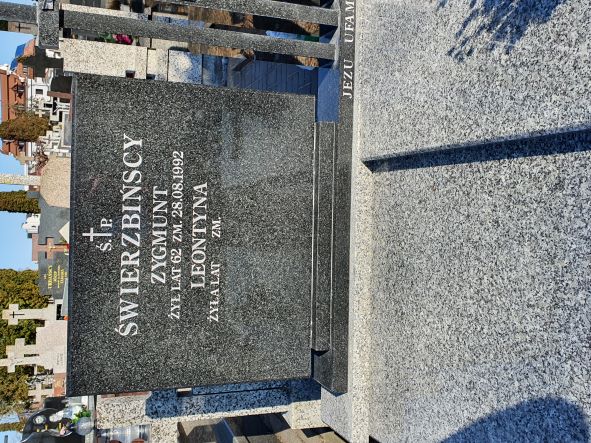 Ś. P.
ŚWIERZBIŃSCY
ZYGMUNT
ŻYŁ LAT 62 ZM. 28.08.1992
LEONTYNA
ŻYŁA LAT ZM.
JEZU UFAM